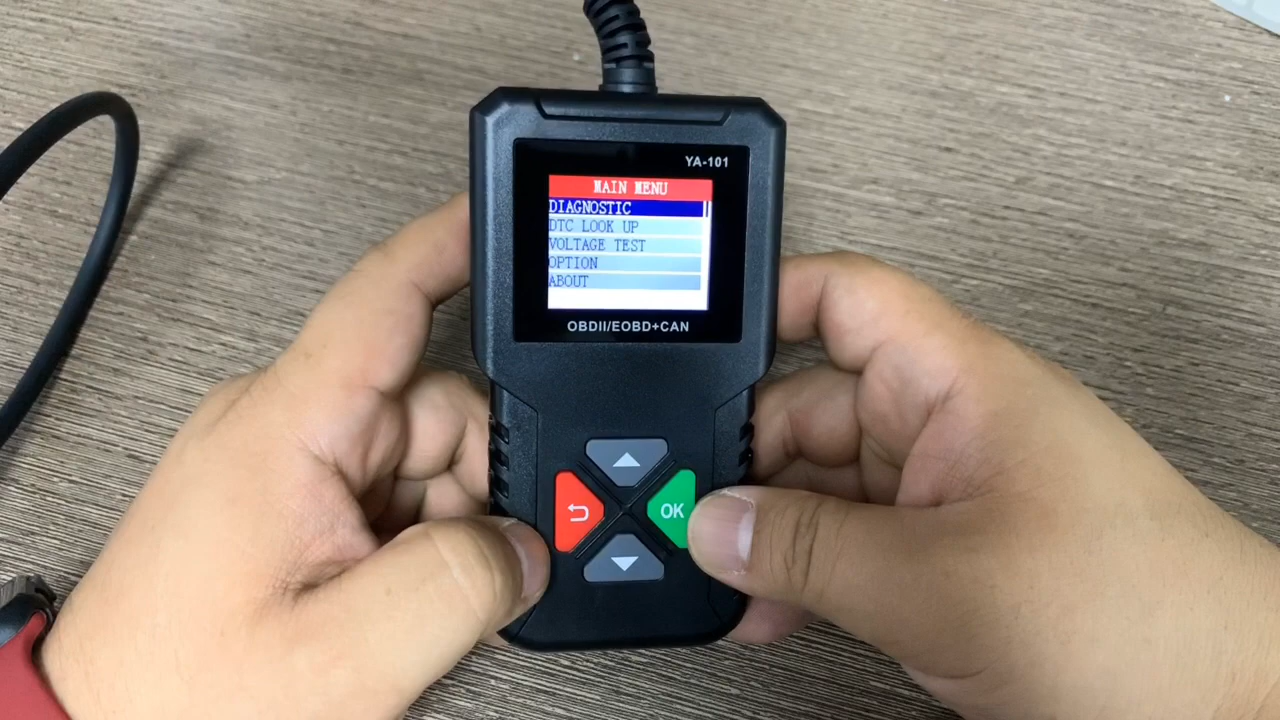 YA-101
MAIN MENU
DIAGNOSTIC
DTC LOOK UP
VOLTAGE TEST
OPTION
ABOUT
OBDII/EOBD+CAN
OK